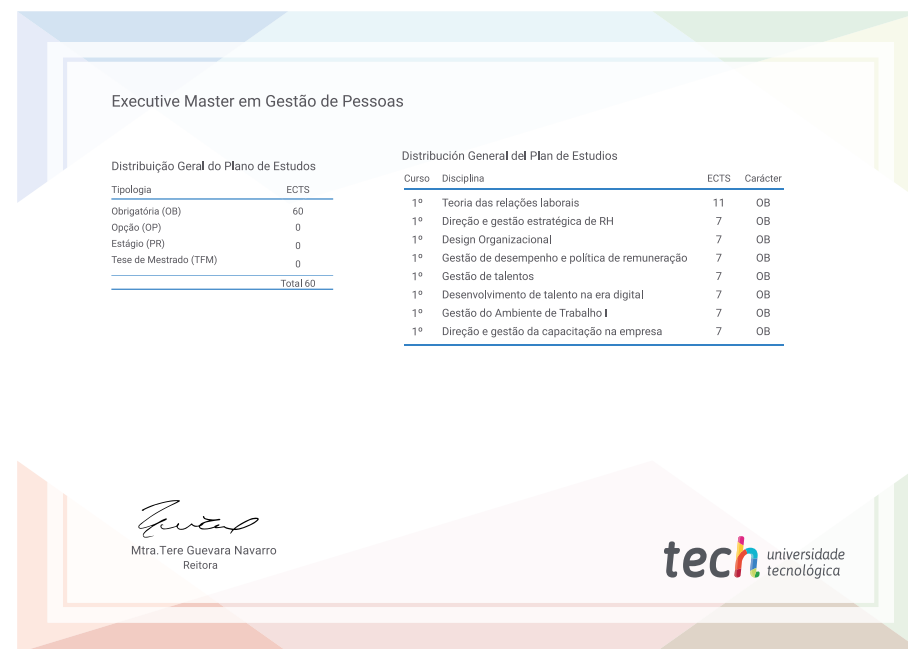 Executive Master em Gestão de Pessoas
Distribuição Geral do Plano de Estudos
Tipologia ECTS
Obrigatória (OB) 60
Opção (OP) 0
Estágio (PR) 0
Tese de Mestrado (TFM) 0
Total 60
Distribución General del Plan de Estudios
Curso Disciplina ECTS Carácter
1º Teoria das relações laborais 11 OB
1º Direção e gestão estratégica de RH 7 OB
1º Design Organizacional 7 OB
1º Gestão de desempenho e política de remuneração 7 OB
1º Gestão de talentos 7 OB
1º Desenvolvimento de talento na era digital 7 OB
1º Gestão do Ambiente de Trabalho I 7 OB
1º Direção e gestão da capacitação na empresa 7 OB
Mtra.Tere Guevara Navarro
Reitora
tech universidade
tecnológica